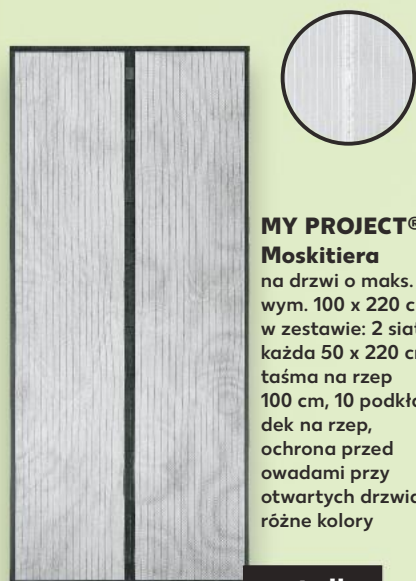 MY PROJECT®
Moskitiera
na drzwi o maks.
wym. 100 x 220 c
w zestawie: 2 siat
każda 50 x 220 cm
taśma na rzep
100 cm, 10 podkła
dek na rzep,
ochrona przed
owadami przy
otwartych drzwia
różne kolory